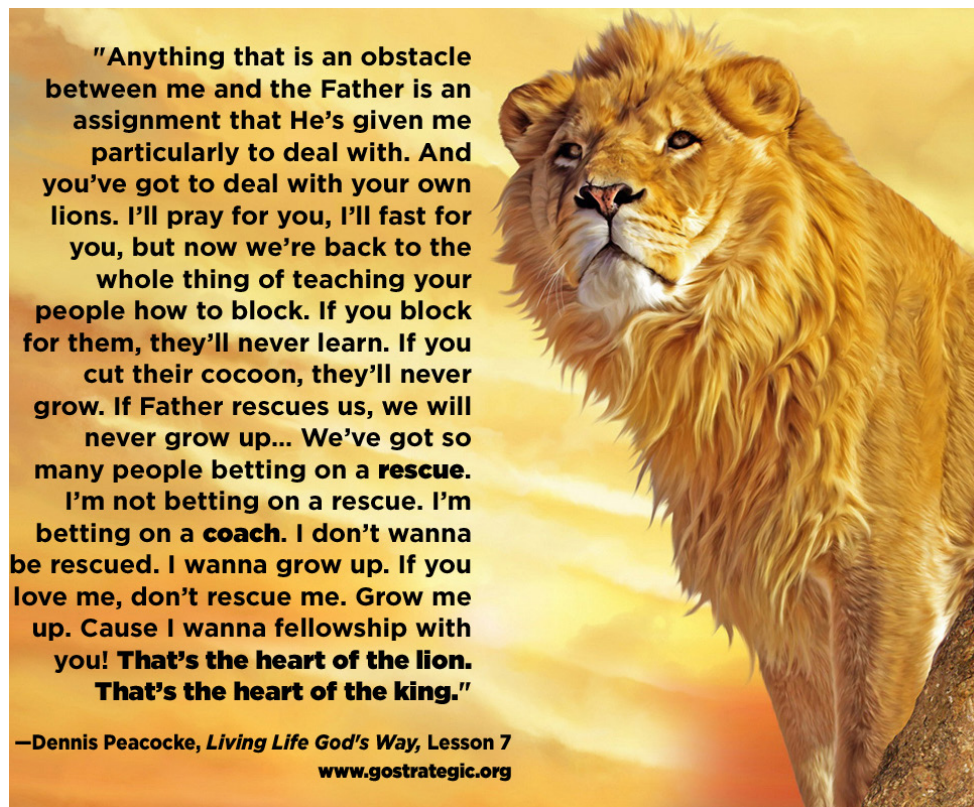 "Anything that is an obstacle
between me and the Father is an
assignment that He's given me
particularly to deal with. And
you've got to deal with your own
lions. I'll pray for you, I'll fast for
you, but now we're back to the
whole thing of teaching your
people how to block. If you block
for them, they'll never learn. If you
cut their cocoon, they'll never
grow. If Father rescues us, we will
never grow up... We've got so
many people betting on a rescue.
I'm not betting on a rescue. I'm
betting on a coach. I don't wanna
be rescued. I wanna grow up. If you
love me, don't rescue me. Grow me
up. Cause I wanna fellowship with
you! That's the heart of the lion.
That's the heart of the king."
—Dennis Peacocke, Living Life God's Way, Lesson 7
www.gostrategic.org